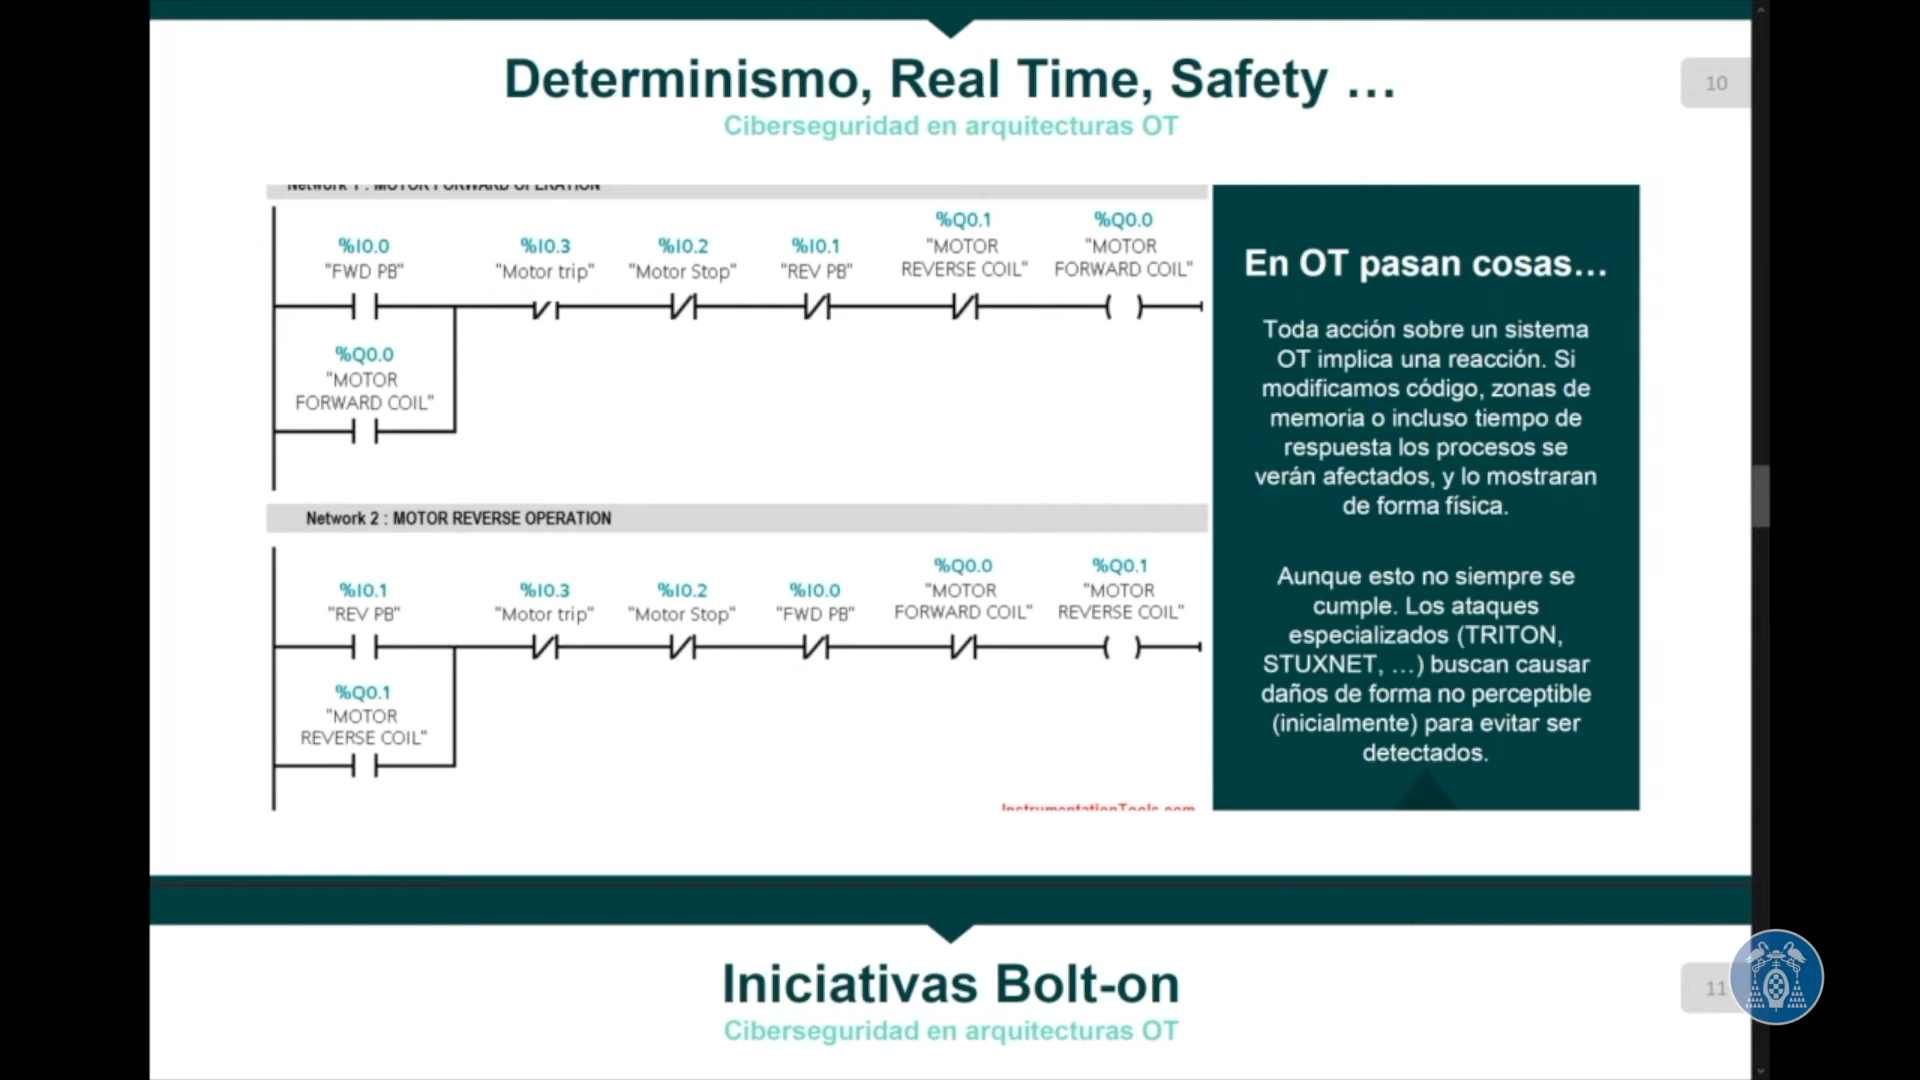 Determinismo, Real Time, Safety ...
10
Ciberseguridad en arquitecturas OT
Network 1 : MOTOR FORWARD OPERATION
%I0.0
"FWD PB"
%I0.3
"Motor trip"
%I0.2
"Motor Stop"
%I0.1
"REV PB"
%Q0.1
"MOTOR
REVERSE COIL"
%Q0.0
"MOTOR
FORWARD COIL"
%Q0.0
"MOTOR
FORWARD COIL"
Network 2 : MOTOR REVERSE OPERATION
%I0.1
"REV PB"
%I0.3
"Motor trip"
%I0.2
"Motor Stop"
%I0.0
"FWD PB"
%Q0.0
"MOTOR
FORWARD COIL"
%Q0.1
"MOTOR
REVERSE COIL"
%Q0.1
"MOTOR
REVERSE COIL"
InstrumentationTools.com
En OT pasan cosas...
Toda acción sobre un sistema
OT implica una reacción. Si
modificamos código, zonas de
memoria o incluso tiempo de
respuesta los procesos se
verán afectados, y lo mostraran
de forma física.
Aunque esto no siempre se
cumple. Los ataques
especializados (TRITON,
STUXNET, ...) buscan causar
daños de forma no perceptible
(inicialmente) para evitar ser
detectados.
Iniciativas Bolt-on
11
Ciberseguridad en arquitecturas OT